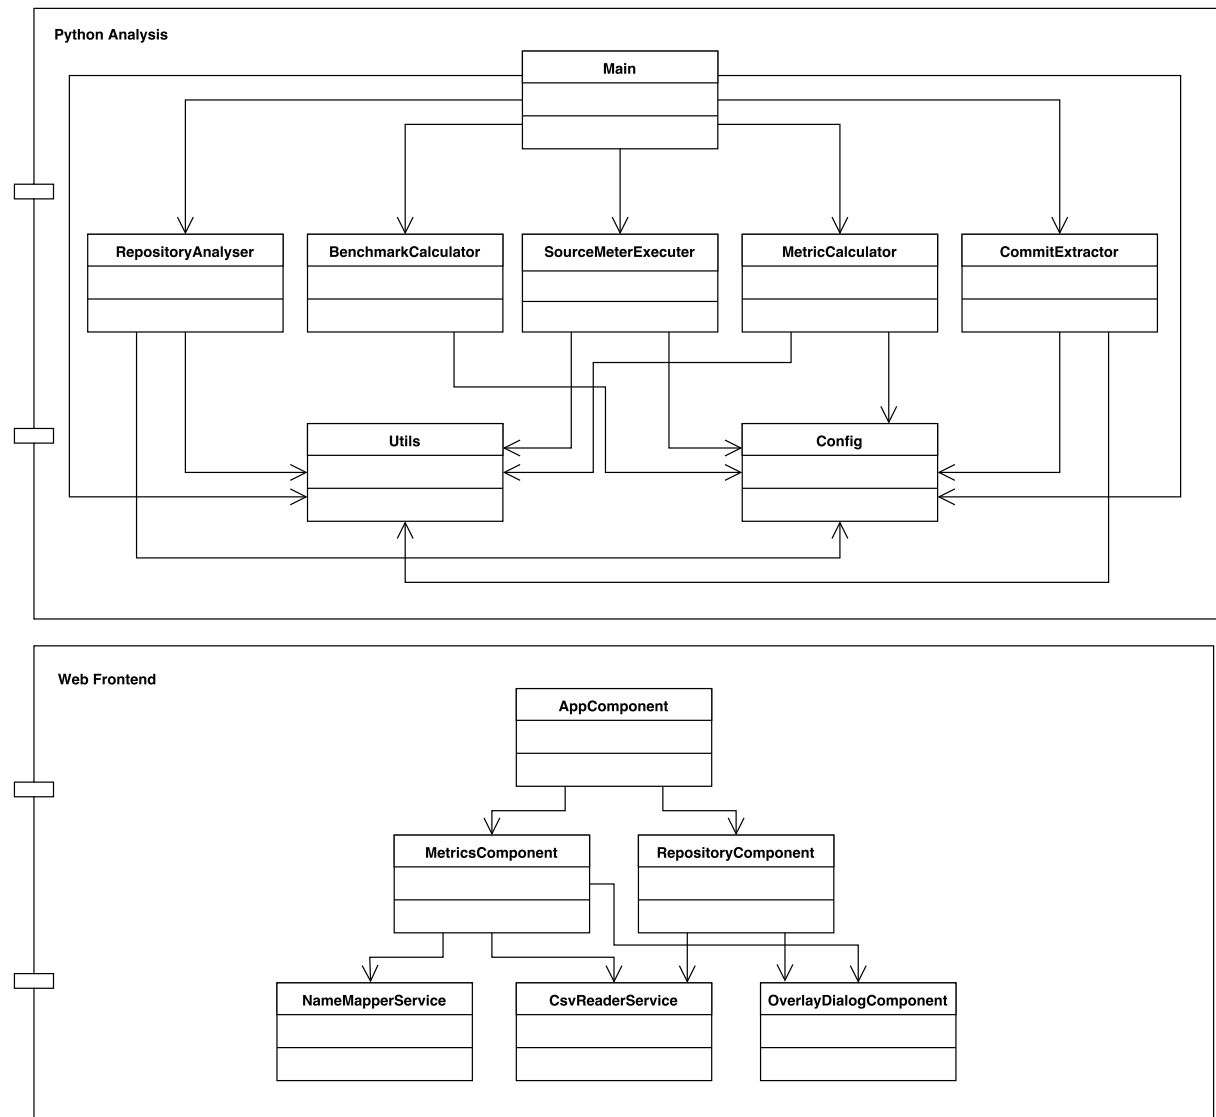 Python Analysis
Main
RepositoryAnalyser
BenchmarkCalculator
SourceMeterExecuter
MetricCalculator
CommitExtractor
Utils
Config
Web Frontend
AppComponent
MetricsComponent
RepositoryComponent
NameMapperService
CsvReaderService
OverlayDialogComponent